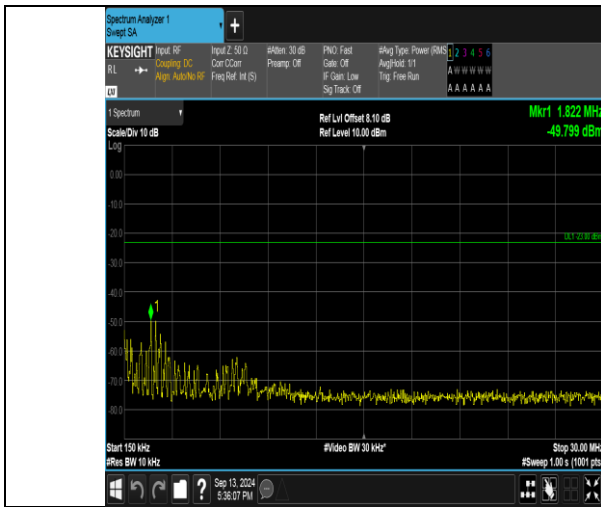 Spectrum Analyzer 1
Swept SA
+
KEYSIGHT Input: RF Input Z: 50 Ω #Atten: 30 dB PNO: Fast #Avg Type: Power (RMS 1 2 3 4 5 6
RL Coupling: DC Corr CCorr Preamp: Off Gate: Off Avg|Hold: 1/1 A W W W W W
Align: Auto/No RF Freq Ref: Int (S) IF Gain: Low Trig: Free Run
Sig Track: Off A A A A A A
LXI
1 Spectrum Ref Lvl Offset 8.10 dB Mkr1 1.822 MHz
Scale/Div 10 dB Ref Level 10.00 dBm -49.799 dBm
Log
0.00
-10.0
-20.0
DL1 -23.00 dBm
-30.0
-40.0
1
-50.0
-60.0
-70.0
-80.0
Start 150 kHz #Video BW 30 kHz* Stop 30.00 MHz
#Res BW 10 kHz #Sweep 1.00 s (1001 pts
? Sep 13, 2024
5:36:07 PM